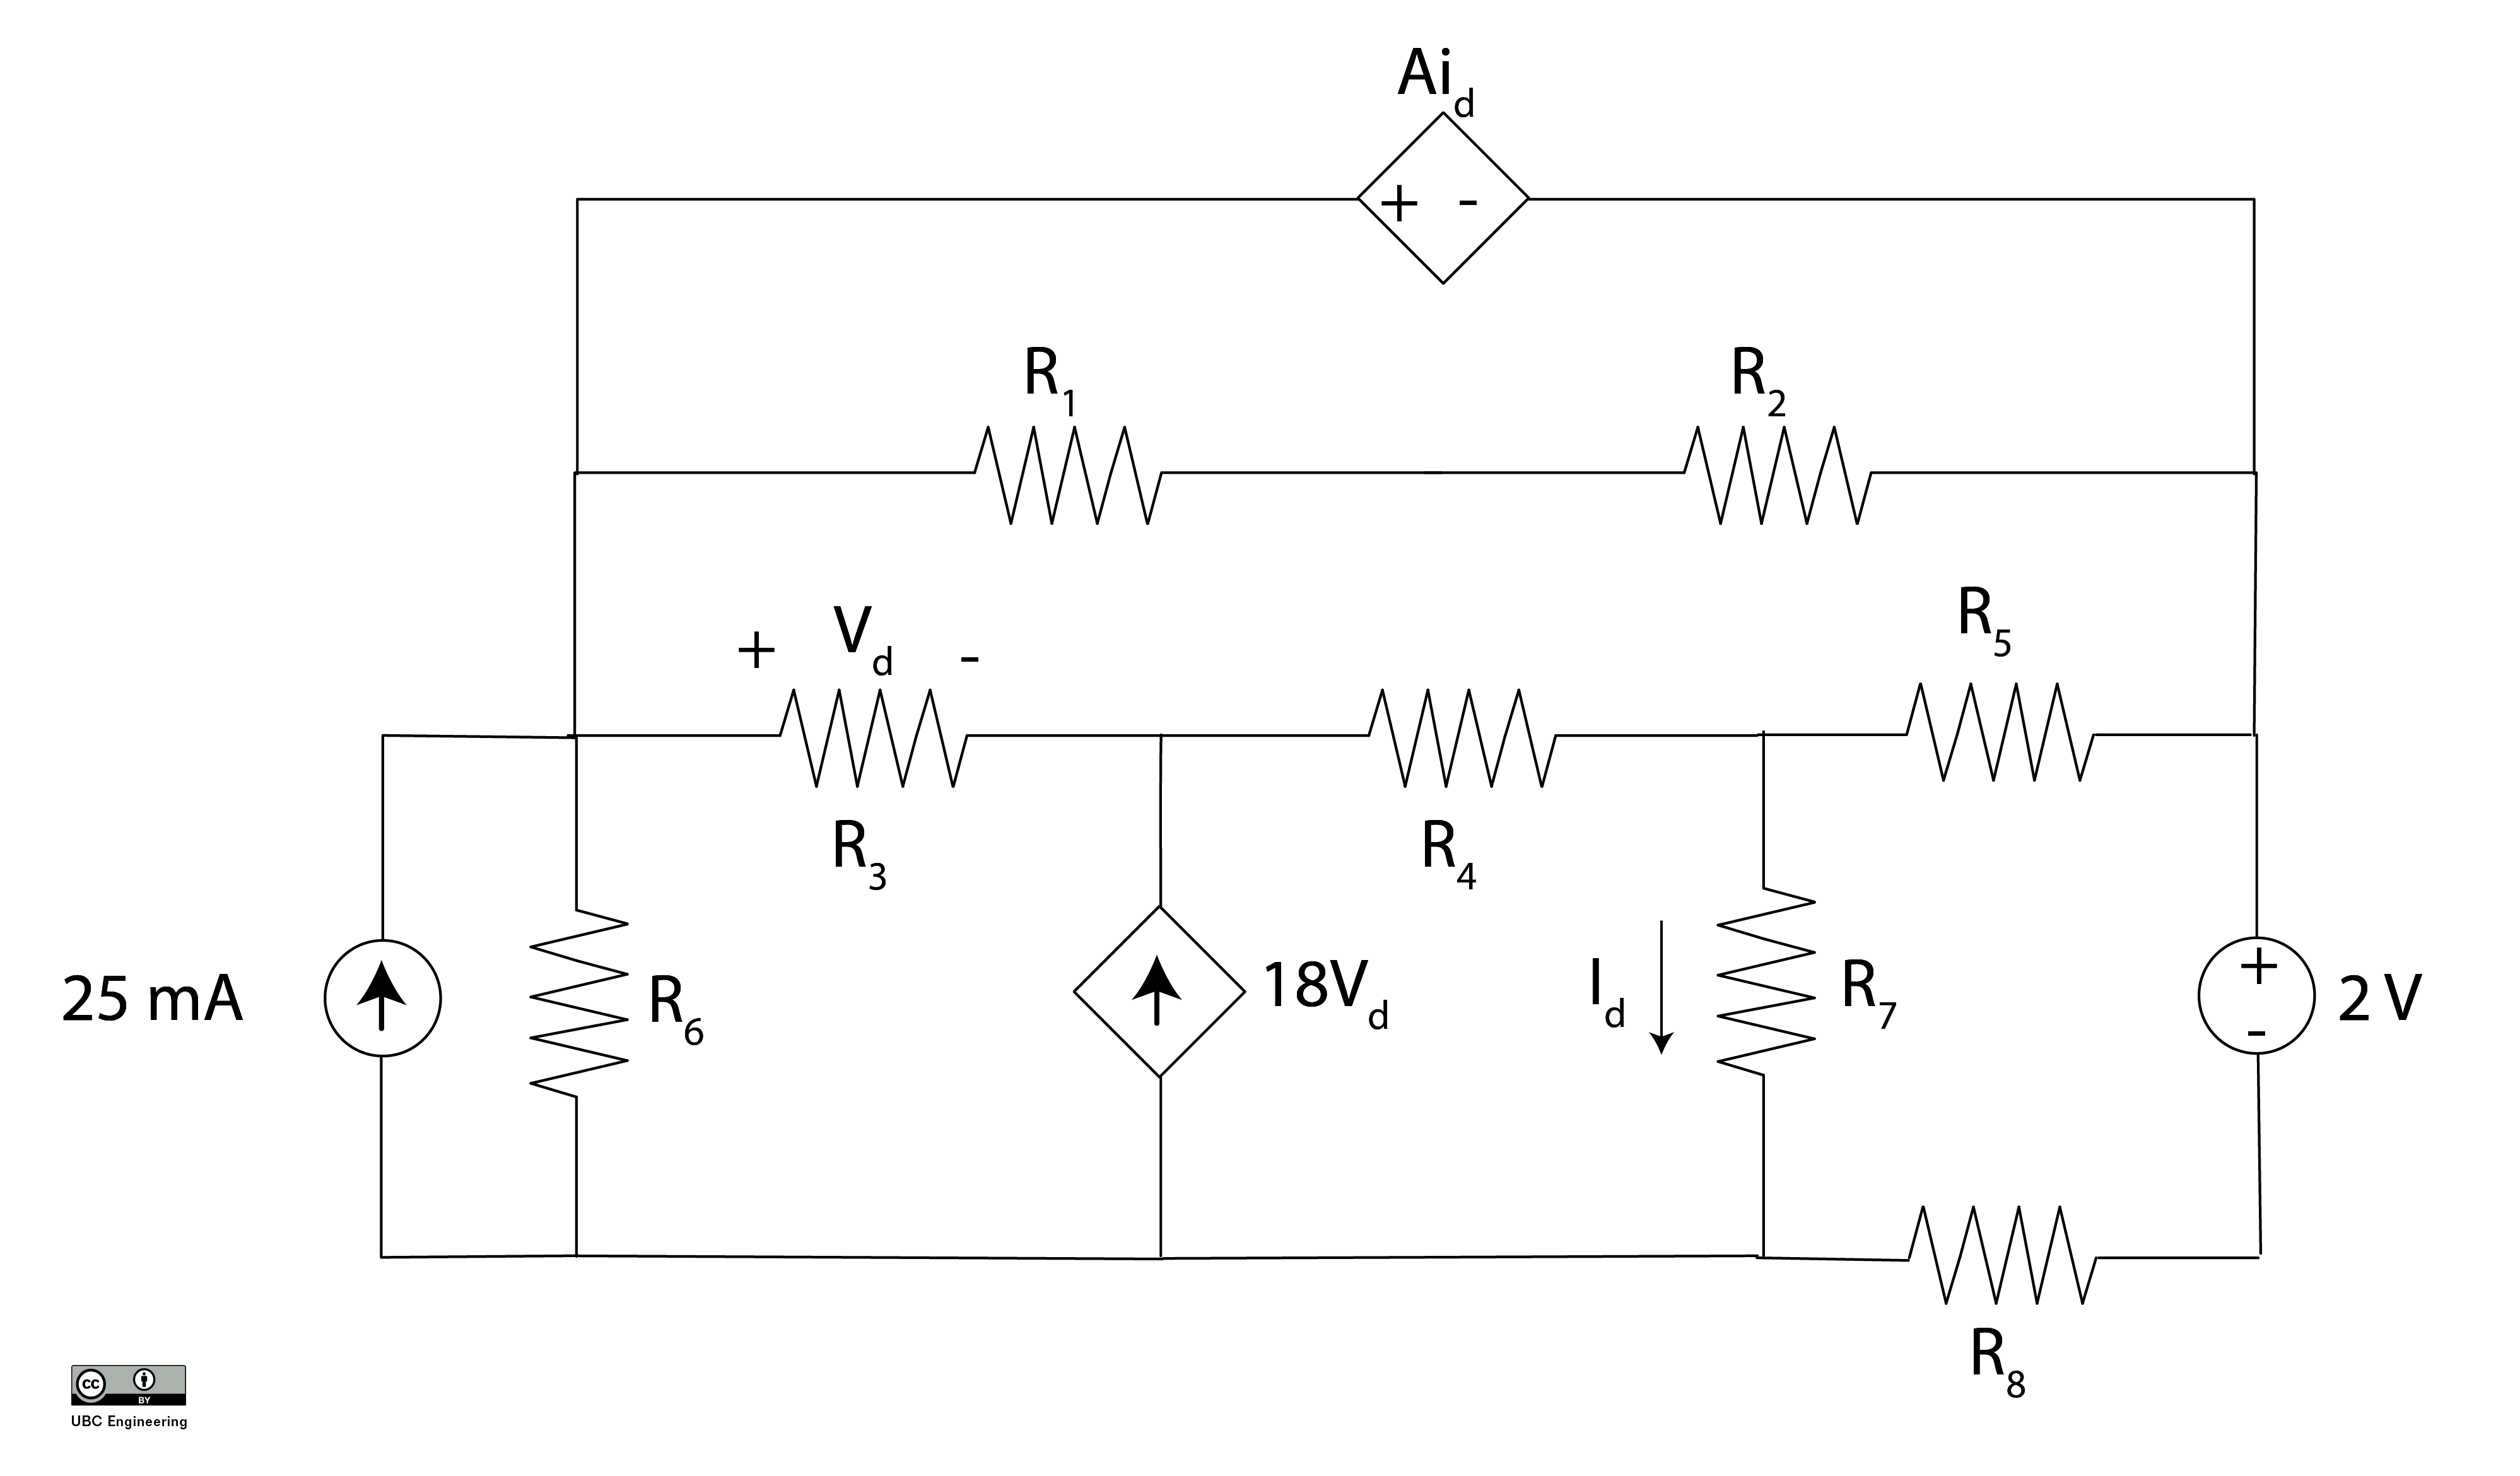 Ai_d
+ -
R_1
R_2
R_5
+ V_d -
R_3
R_4
25 mA
R_6
18V_d
I_d
R_7
+
-
2 V
R_8
cc
BY
UBC Engineering